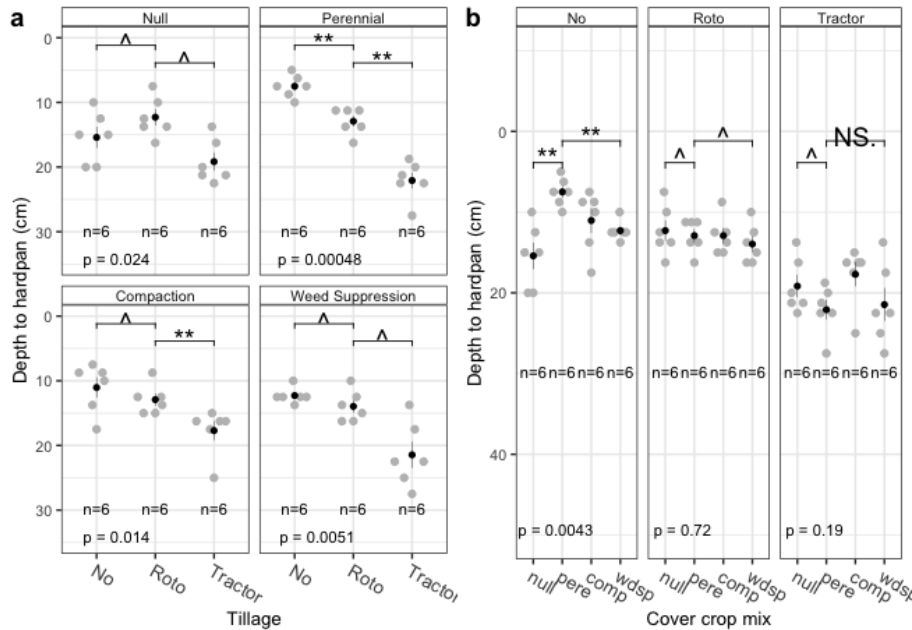 a
Null
Perennial
Depth to hardpan (cm)
0
10
20
30
^
^
**
**
n=6 n=6 n=6
p = 0.024
n=6 n=6 n=6
p = 0.00048
Compaction
Weed Suppression
0
10
20
30
^
**
^
^
n=6 n=6 n=6
p = 0.014
n=6 n=6 n=6
p = 0.0051
No Roto Tractor
No Roto Tractor
Tillage
b
No
Roto
Tractor
Depth to hardpan (cm)
0
20
40
**
**
^
^
^
NS.
n=6 n=6 n=6 n=6
n=6 n=6 n=6 n=6
n=6 n=6 n=6 n=6
p = 0.0043
p = 0.72
p = 0.19
null pere comp wdsp
null pere comp wdsp
null pere comp wdsp
Cover crop mix